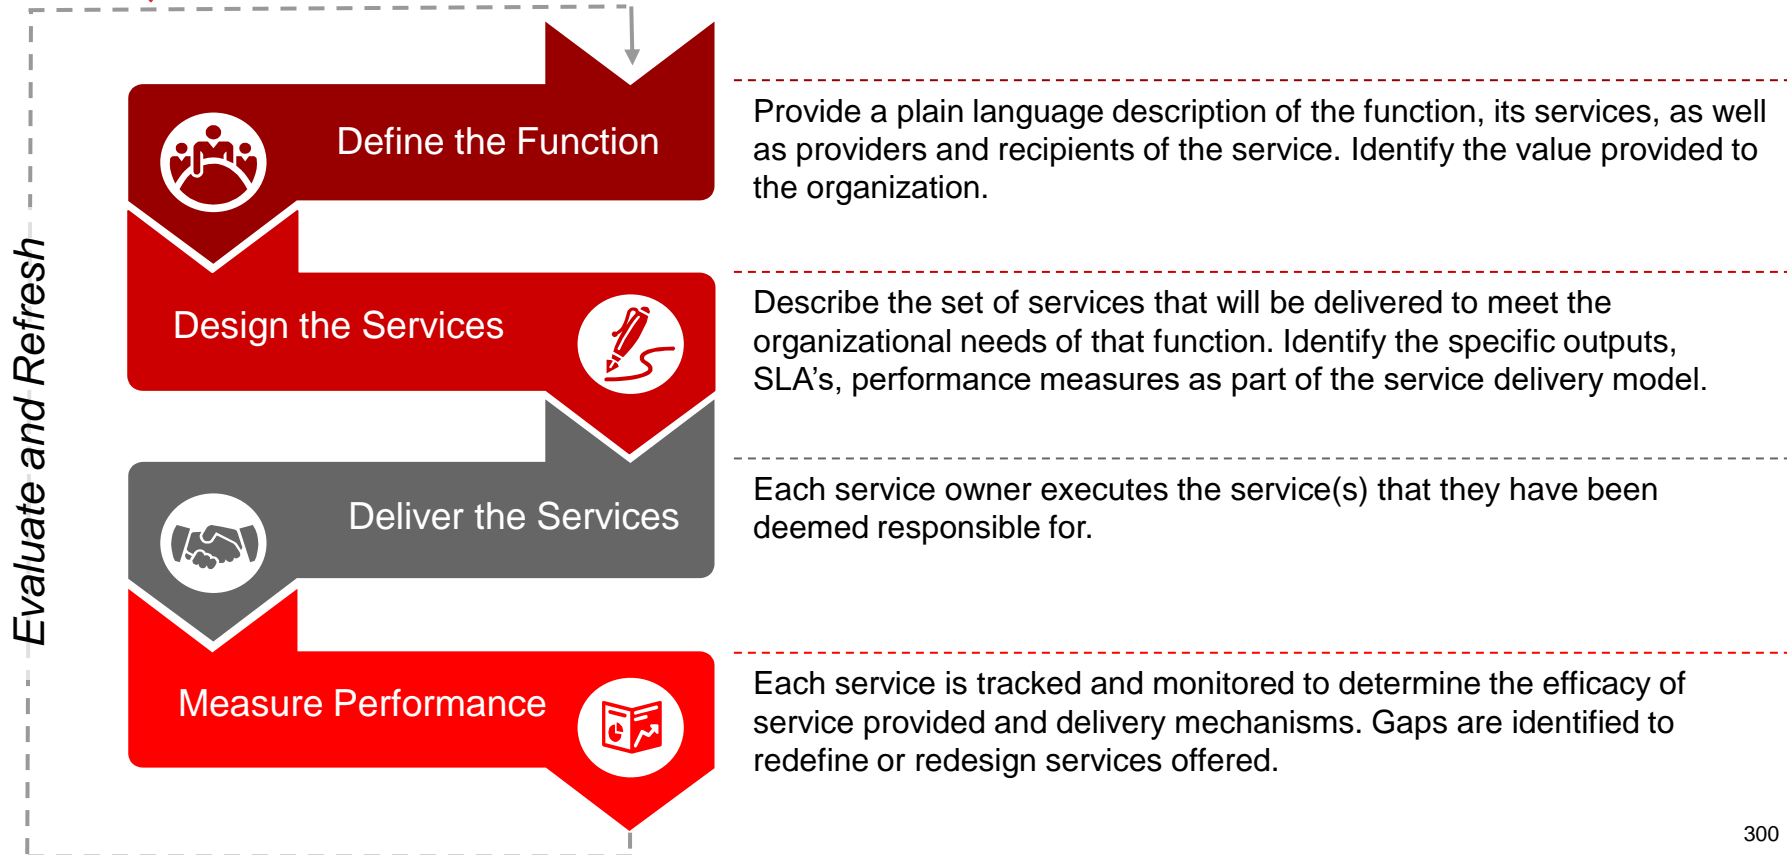 Define the Function
Provide a plain language description of the function, its services, as well
as providers and recipients of the service. Identify the value provided to
the organization.
Evaluate and Refresh
Design the Services
Describe the set of services that will be delivered to meet the
organizational needs of that function. Identify the specific outputs,
SLA’s, performance measures as part of the service delivery model.
Deliver the Services
Each service owner executes the service(s) that they have been
deemed responsible for.
Measure Performance
Each service is tracked and monitored to determine the efficacy of
service provided and delivery mechanisms. Gaps are identified to
redefine or redesign services offered.
300